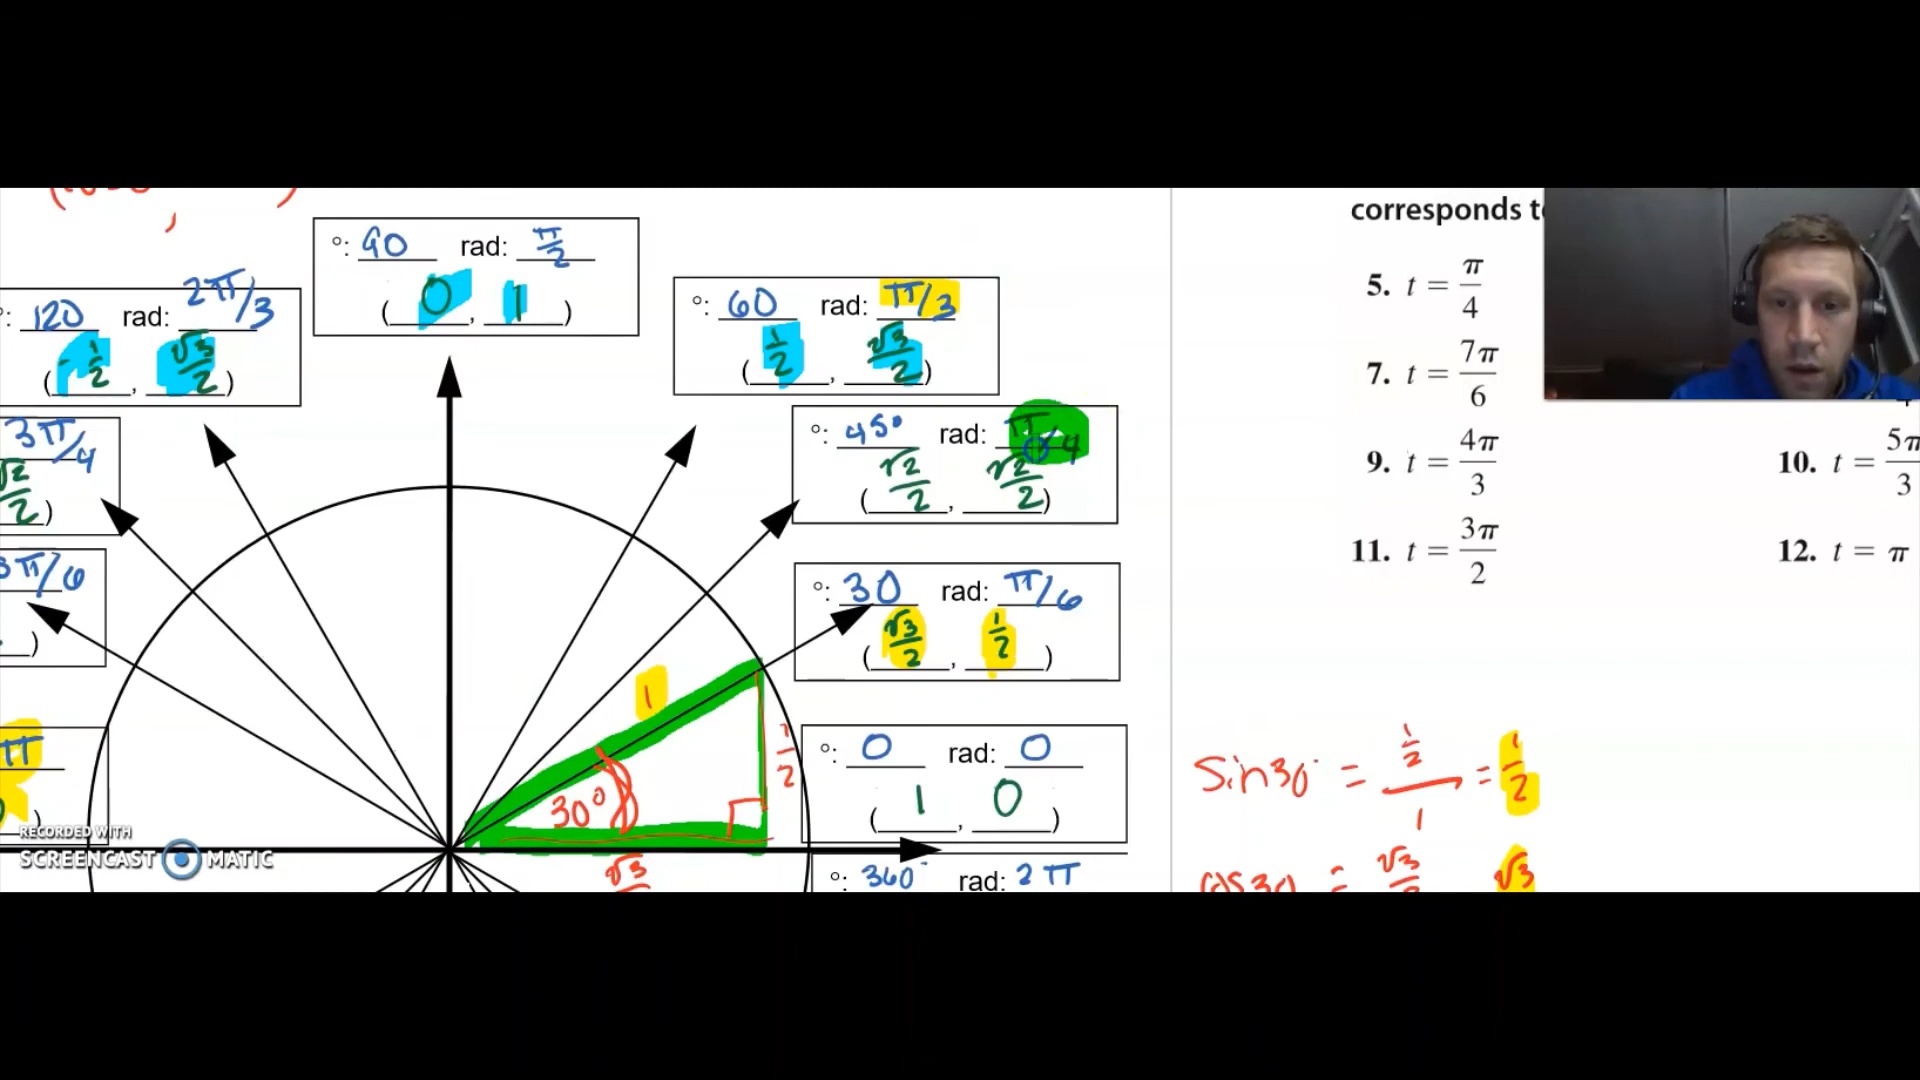 corresponds t
°: 90 rad: π/2
(0, 1)
°: 60 rad: π/3
(1/2, √3/2)
: 120 rad: 2π/3
(-1/2, √3/2)
°: 45° rad: π/4
(√2/2, √2/2)
3π/4
√2/2)
°: 30 rad: π/6
(√3/2, 1/2)
π/6
°: 0 rad: 0
(1, 0)
π
°: 360° rad: 2π
1
30°
1/2
√3
5. t = π/4
7. t = 7π/6
9. t = 4π/3
10. t = 5π/3
11. t = 3π/2
12. t = π
Sin30° = 1/2 / 1 = 1/2
cos30 = √3 √3
RECORDED WITH
SCREENCAST MATIC